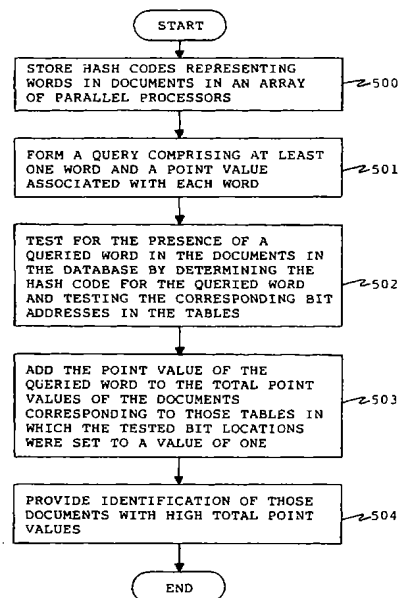 START
STORE HASH CODES REPRESENTING
WORDS IN DOCUMENTS IN AN ARRAY
OF PARALLEL PROCESSORS
500
FORM A QUERY COMPRISING AT LEAST
ONE WORD AND A POINT VALUE
ASSOCIATED WITH EACH WORD
501
TEST FOR THE PRESENCE OF A
QUERIED WORD IN THE DOCUMENTS IN
THE DATABASE BY DETERMINING THE
HASH CODE FOR THE QUERIED WORD
AND TESTING THE CORRESPONDING BIT
ADDRESSES IN THE TABLES
502
ADD THE POINT VALUE OF THE
QUERIED WORD TO THE TOTAL POINT
VALUES OF THE DOCUMENTS
CORRESPONDING TO THOSE TABLES IN
WHICH THE TESTED BIT LOCATIONS
WERE SET TO A VALUE OF ONE
503
PROVIDE IDENTIFICATION OF THOSE
DOCUMENTS WITH HIGH TOTAL POINT
VALUES
504
END